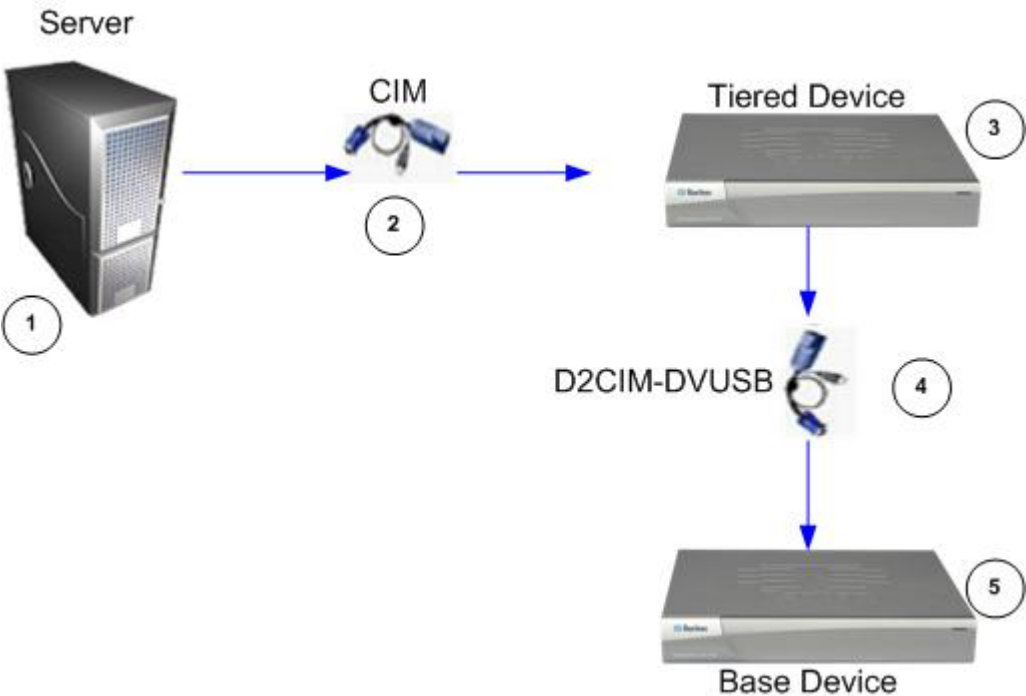 Server
CIM
Tiered Device
3
2
1
D2CIM-DVUSB
4
5
Base Device